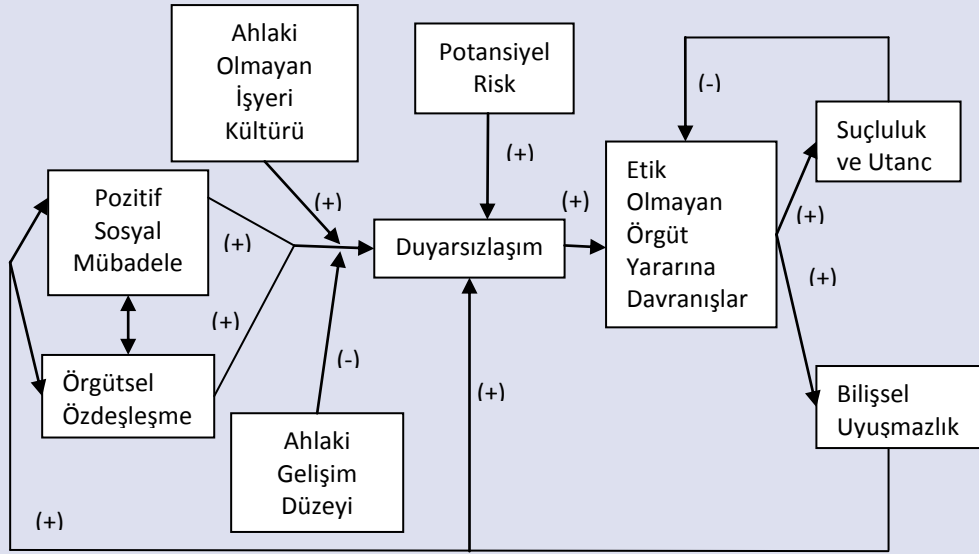 Ahlaki
Olmayan
İşyeri
Kültürü
Potansiyel
Risk
(-)
Suçluluk
ve Utanc
(+)
(+)
Pozitif
Sosyal
Mübadele
(+)
(+)
Duyarsızlaşım
(+)
Etik
Olmayan
Örgüt
Yararına
Davranışlar
(+)
(+)
(+)
Örgütsel
Özdeşleşme
(-)
(+)
Ahlaki
Gelişim
Düzeyi
Bilişsel
Uyuşmazlık
(+)